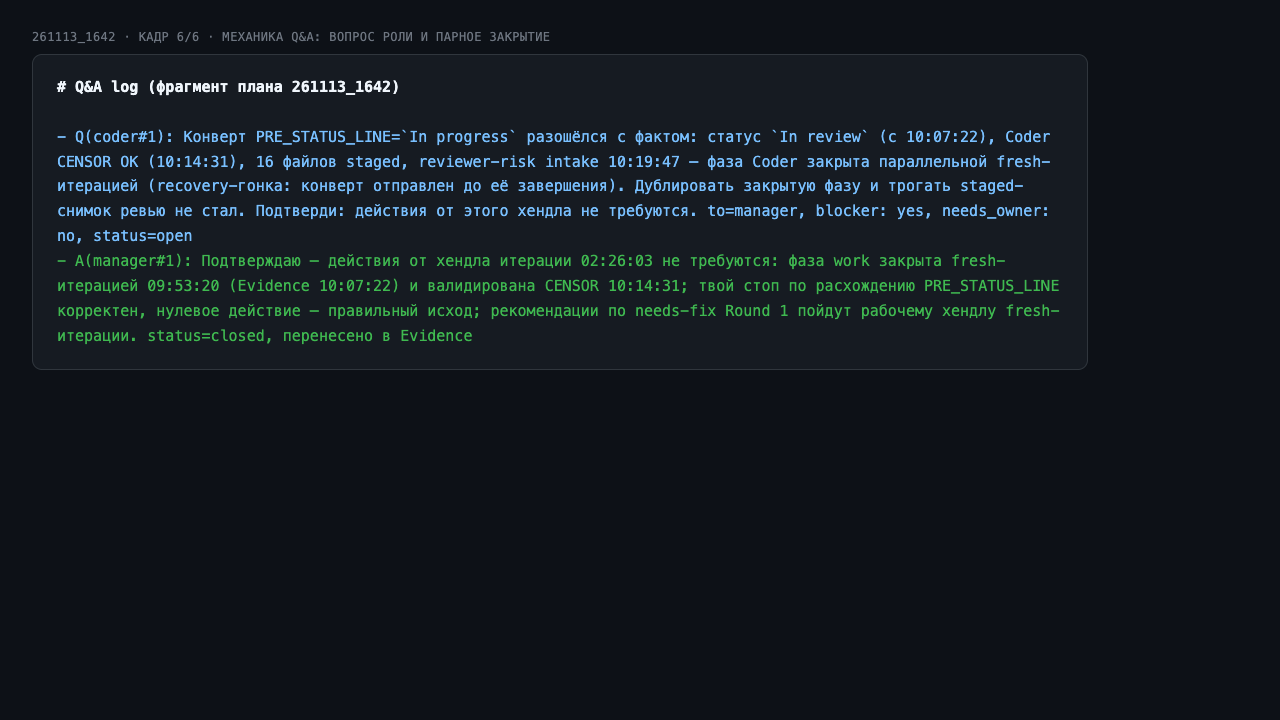 261113_1642 · КАДР 6/6 · МЕХАНИКА Q&A: ВОПРОС РОЛИ И ПАРНОЕ ЗАКРЫТИЕ
# Q&A log (фрагмент плана 261113_1642)
– Q(coder#1): Конверт PRE_STATUS_LINE=`In progress` разошёлся с фактом: статус `In review` (с 10:07:22), Coder
CENSOR OK (10:14:31), 16 файлов staged, reviewer-risk intake 10:19:47 — фаза Coder закрыта параллельной fresh-
итерацией (recovery-гонка: конверт отправлен до её завершения). Дублировать закрытую фазу и трогать staged-
снимок ревью не стал. Подтверди: действия от этого хендла не требуются. to=manager, blocker: yes, needs_owner:
no, status=open
– A(manager#1): Подтверждаю — действия от хендла итерации 02:26:03 не требуются: фаза work закрыта fresh-
итерацией 09:53:20 (Evidence 10:07:22) и валидирована CENSOR 10:14:31; твой стоп по расхождению PRE_STATUS_LINE
корректен, нулевое действие — правильный исход; рекомендации по needs-fix Round 1 пойдут рабочему хендлу fresh-
итерации. status=closed, перенесено в Evidence